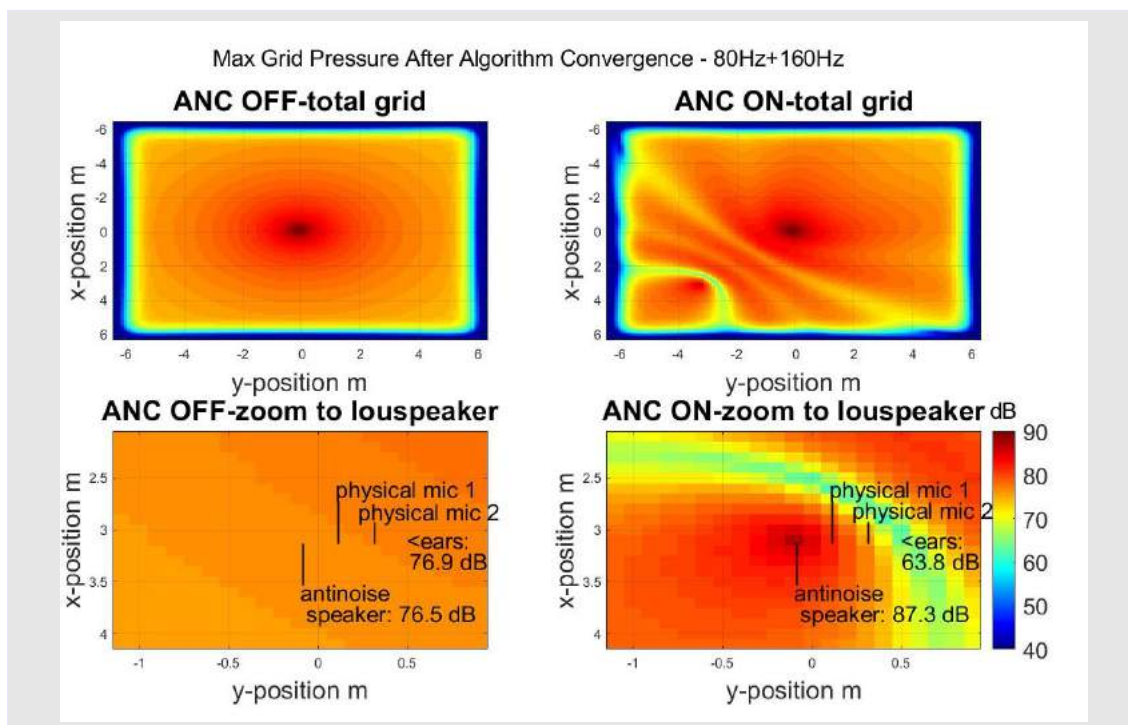 Max Grid Pressure After Algorithm Convergence - 80Hz+160Hz
ANC OFF-total grid
-6
-4
-2
0
2
4
6
x-position m
-6 -4 -2 0 2 4 6
y-position m
ANC ON-total grid
-6
-4
-2
0
2
4
6
x-position m
-6 -4 -2 0 2 4 6
y-position m
ANC OFF-zoom to louspeaker
2.5
3
3.5
4
x-position m
physical mic 1
physical mic 2
<ears:
76.9 dB
antinoise
speaker: 76.5 dB
-1 -0.5 0 0.5
y-position m
ANC ON-zoom to louspeaker
2.5
3
3.5
4
x-position m
physical mic 1
physical mic 2
<ears:
63.8 dB
antinoise
speaker: 87.3 dB
-1 -0.5 0 0.5
y-position m
dB
90
80
70
60
50
40